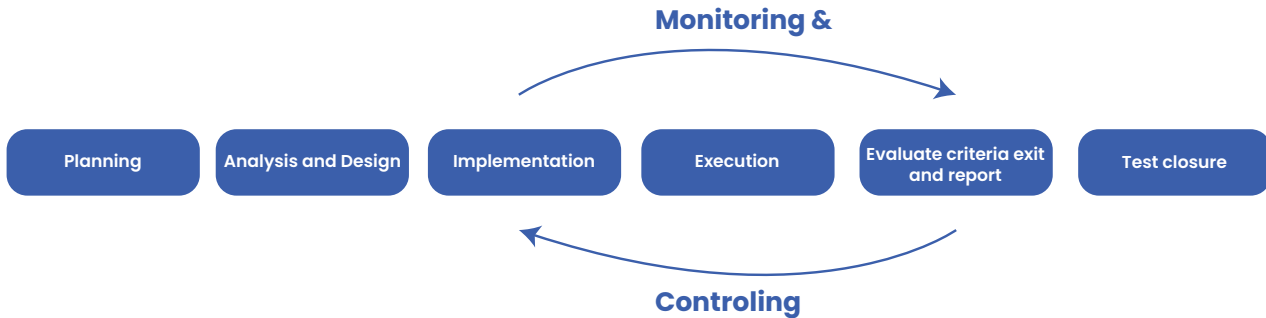 Monitoring &
Planning
Analysis and Design
Implementation
Execution
Evaluate criteria exit
and report
Test closure
Controling